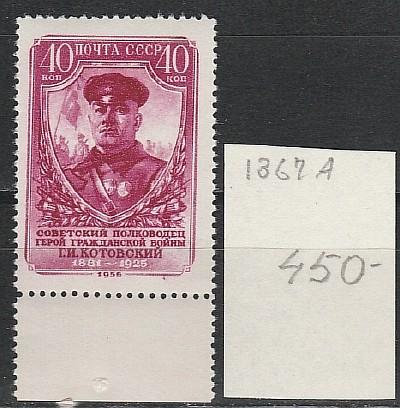 40 ПОЧТА СССР 40
КОП КОП
СОВЕТСКИЙ ПОЛКОВОДЕЦ
ГЕРОЙ ГРАЖДАНСКОЙ ВОЙНЫ
Г.И. КОТОВСКИЙ
1881 — 1925
1956
1367 A
450-